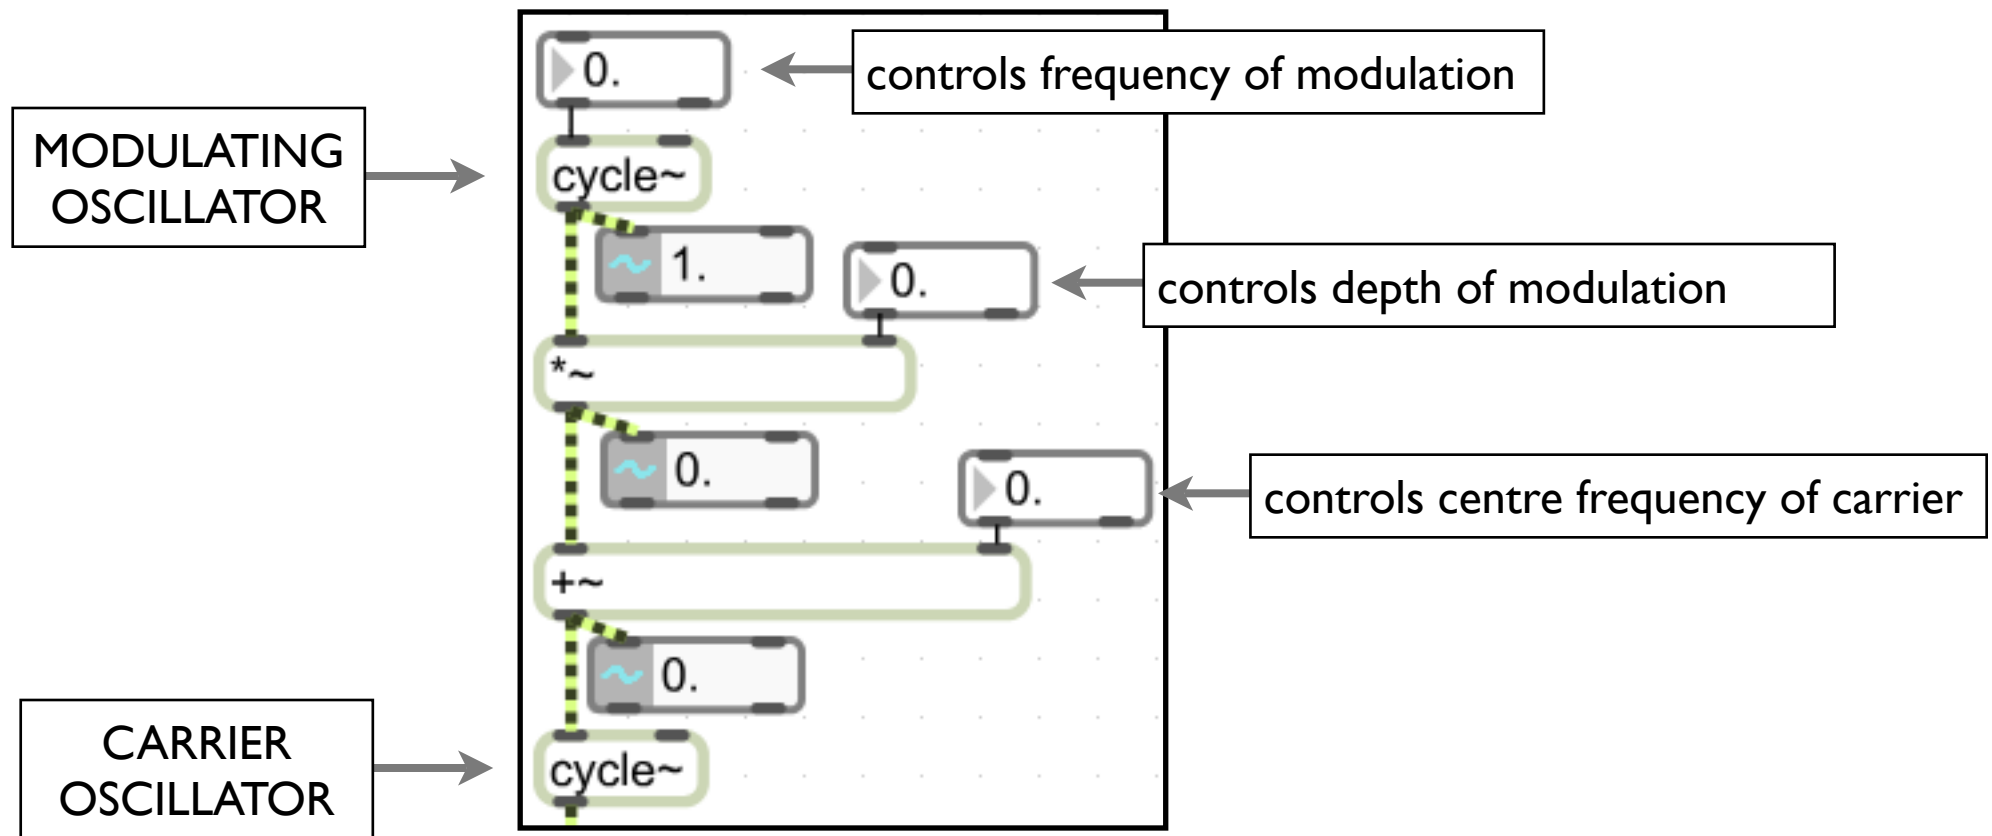 0.
controls frequency of modulation
MODULATING
OSCILLATOR
cycle~
1.
0.
controls depth of modulation
*~
0.
0.
controls centre frequency of carrier
+~
0.
CARRIER
OSCILLATOR
cycle~